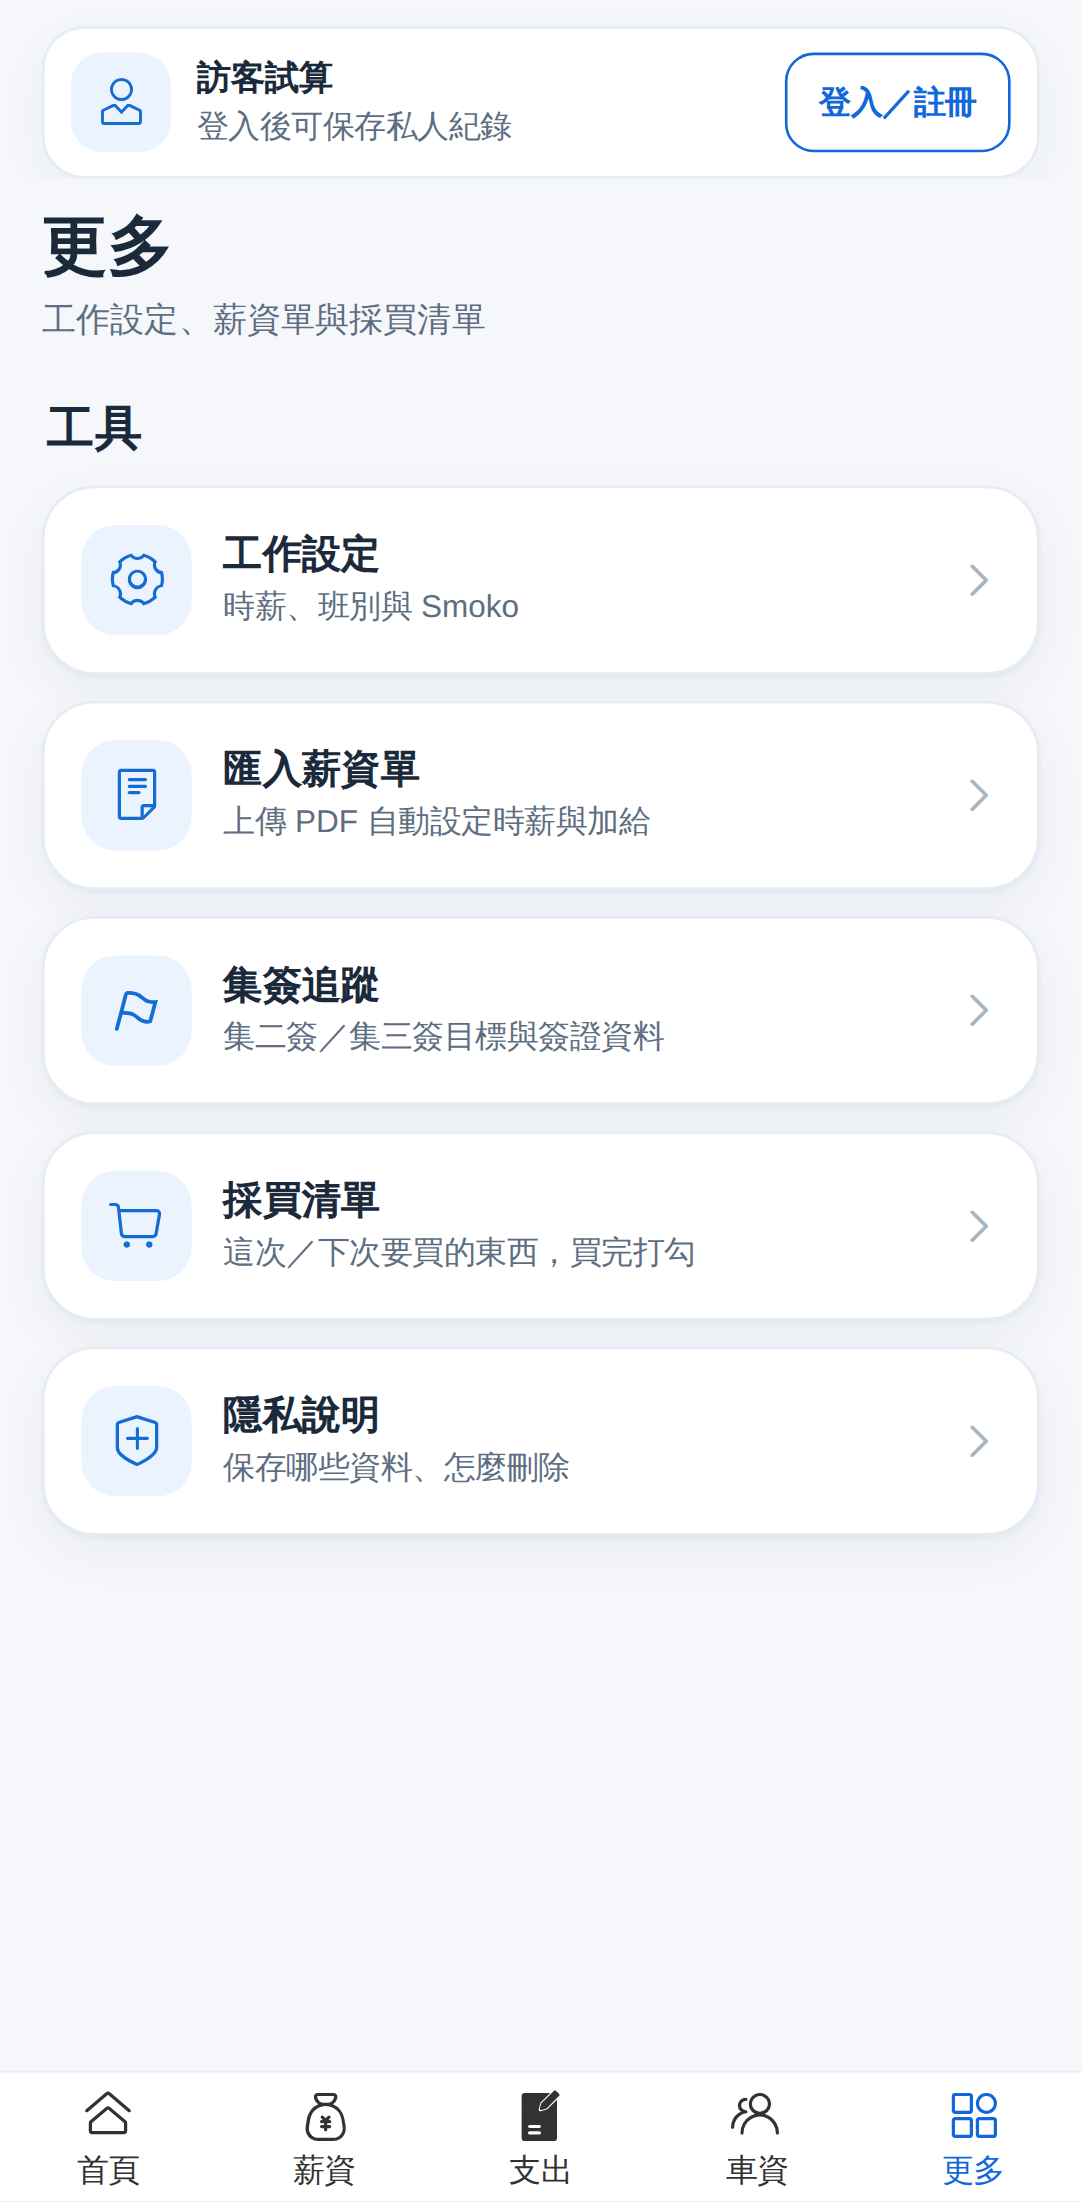 訪客試算
登入後可保存私人紀錄
登入／註冊
更多
工作設定、薪資單與採買清單
工具
工作設定
時薪、班別與 Smoko
匯入薪資單
上傳 PDF 自動設定時薪與加給
集簽追蹤
集二簽／集三簽目標與簽證資料
採買清單
這次／下次要買的東西，買完打勾
隱私說明
保存哪些資料、怎麼刪除
首頁
薪資
支出
車資
更多